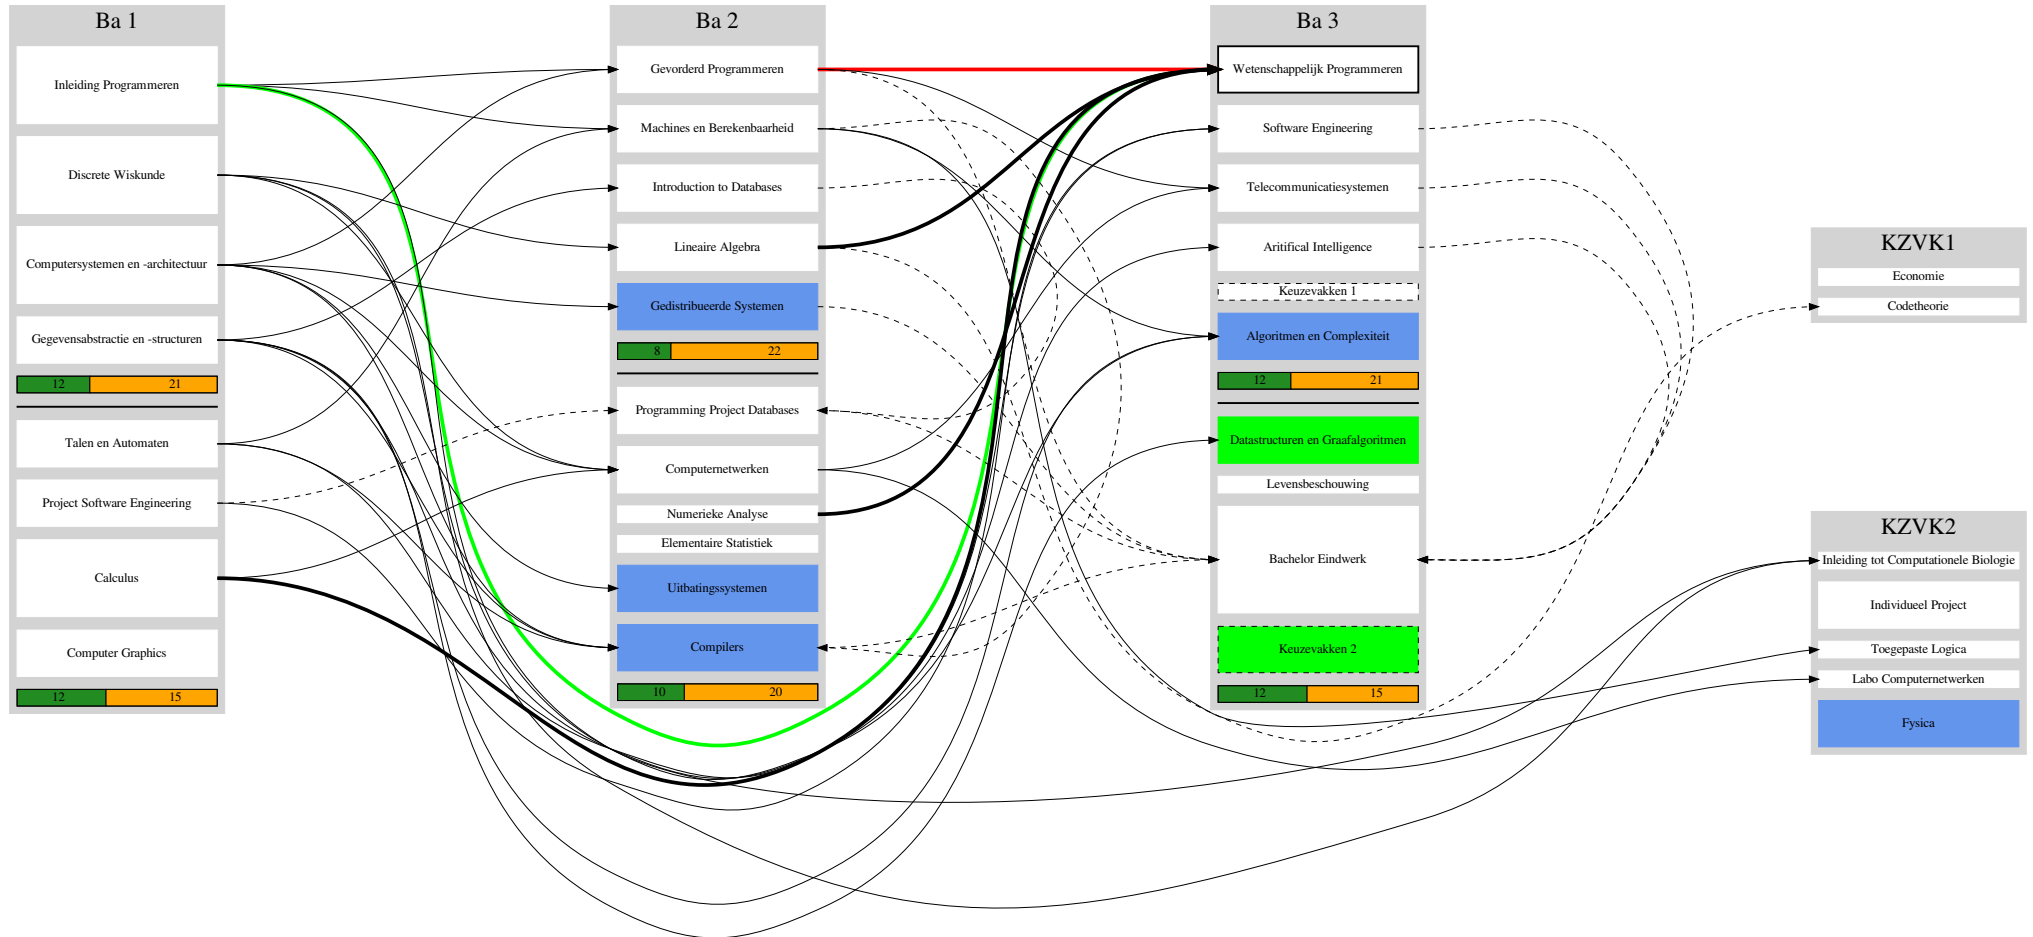 Ba 1
Inleiding Programmeren
Discrete Wiskunde
Computersystemen en -architectuur
Gegevensabstractie en -structuren
12 21
Talen en Automaten
Project Software Engineering
Calculus
Computer Graphics
12 15
Ba 2
Gevorderd Programmeren
Machines en Berekenbaarheid
Introduction to Databases
Lineaire Algebra
Gedistribueerde Systemen
8 22
Programming Project Databases
Computernetwerken
Numerieke Analyse
Elementaire Statistiek
Uitbatingssystemen
Compilers
10 20
Ba 3
Wetenschappelijk Programmeren
Software Engineering
Telecommunicatiesystemen
Aritifical Intelligence
Keuzevakken 1
Algoritmen en Complexiteit
12 21
Datastructuren en Graafalgoritmen
Levensbeschouwing
Bachelor Eindwerk
Keuzevakken 2
12 15
KZVK1
Economie
Codetheorie
KZVK2
Inleiding tot Computationele Biologie
Individueel Project
Toegepaste Logica
Labo Computernetwerken
Fysica